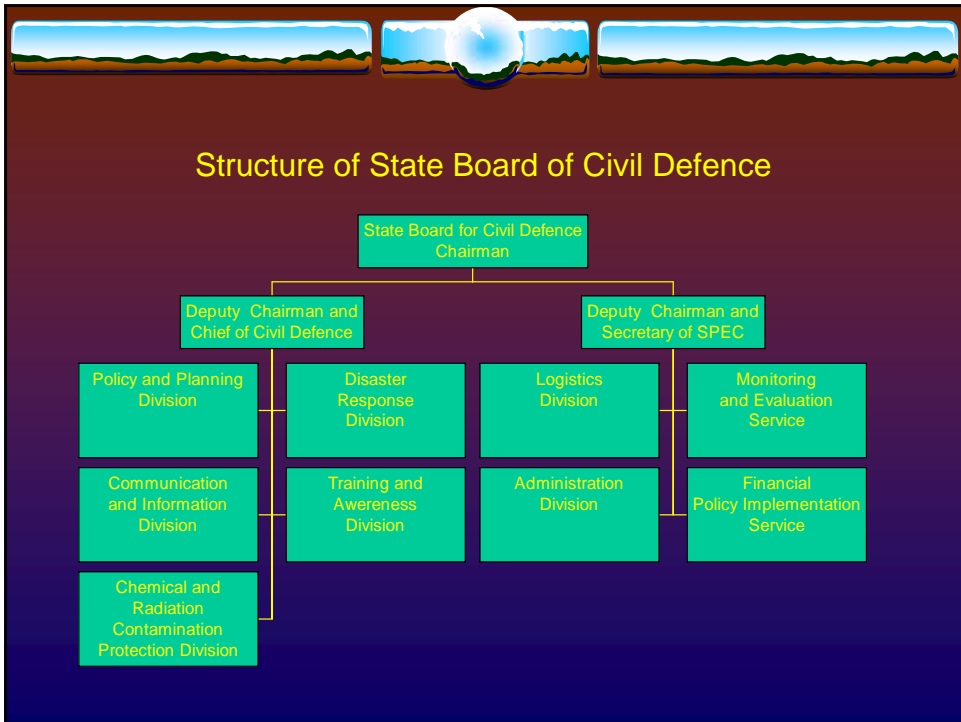 Structure of State Board of Civil Defence
State Board for Civil Defence
Chairman
Deputy Chairman and
Chief of Civil Defence
Deputy Chairman and
Secretary of SPEC
Policy and Planning
Division
Disaster
Response
Division
Logistics
Division
Monitoring
and Evaluation
Service
Communication
and Information
Division
Training and
Awereness
Division
Administration
Division
Financial
Policy Implementation
Service
Chemical and
Radiation
Contamination
Protection Division